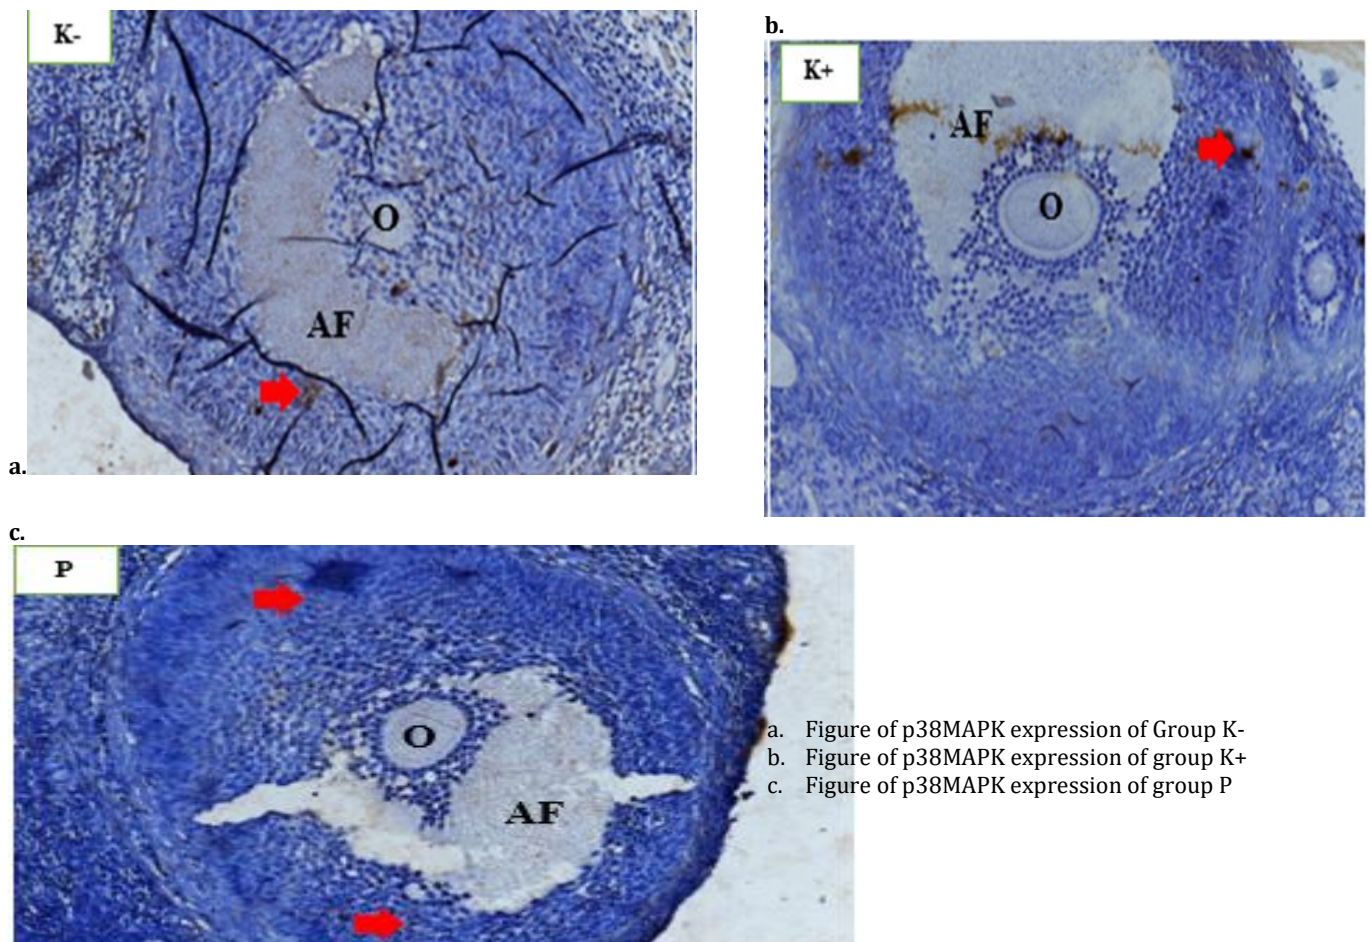 K-
O
AF
a.
b.
K+
AF
O
c.
P
O
AF
a. Figure of p38MAPK expression of Group K-
b. Figure of p38MAPK expression of group K+
c. Figure of p38MAPK expression of group P